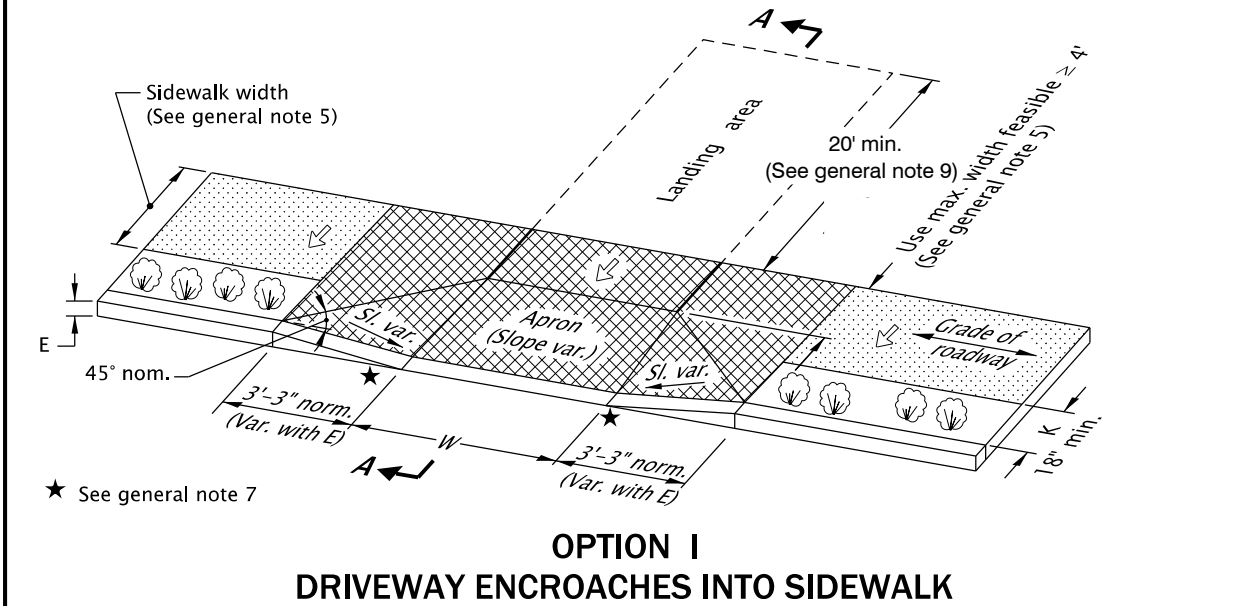 A
Sidewalk width
(See general note 5)
Landing area
20' min.
(See general note 9)
Use max. width feasible ≥ 4'
(See general note 5)
E
45° nom.
Sl. var.
Apron
(Slope var.)
Sl. var.
Grade of
roadway
3'-3" norm.
(Var. with E)
W
3'-3" norm.
(Var. with E)
K
18" min.
A
★ See general note 7
OPTION I
DRIVEWAY ENCROACHES INTO SIDEWALK